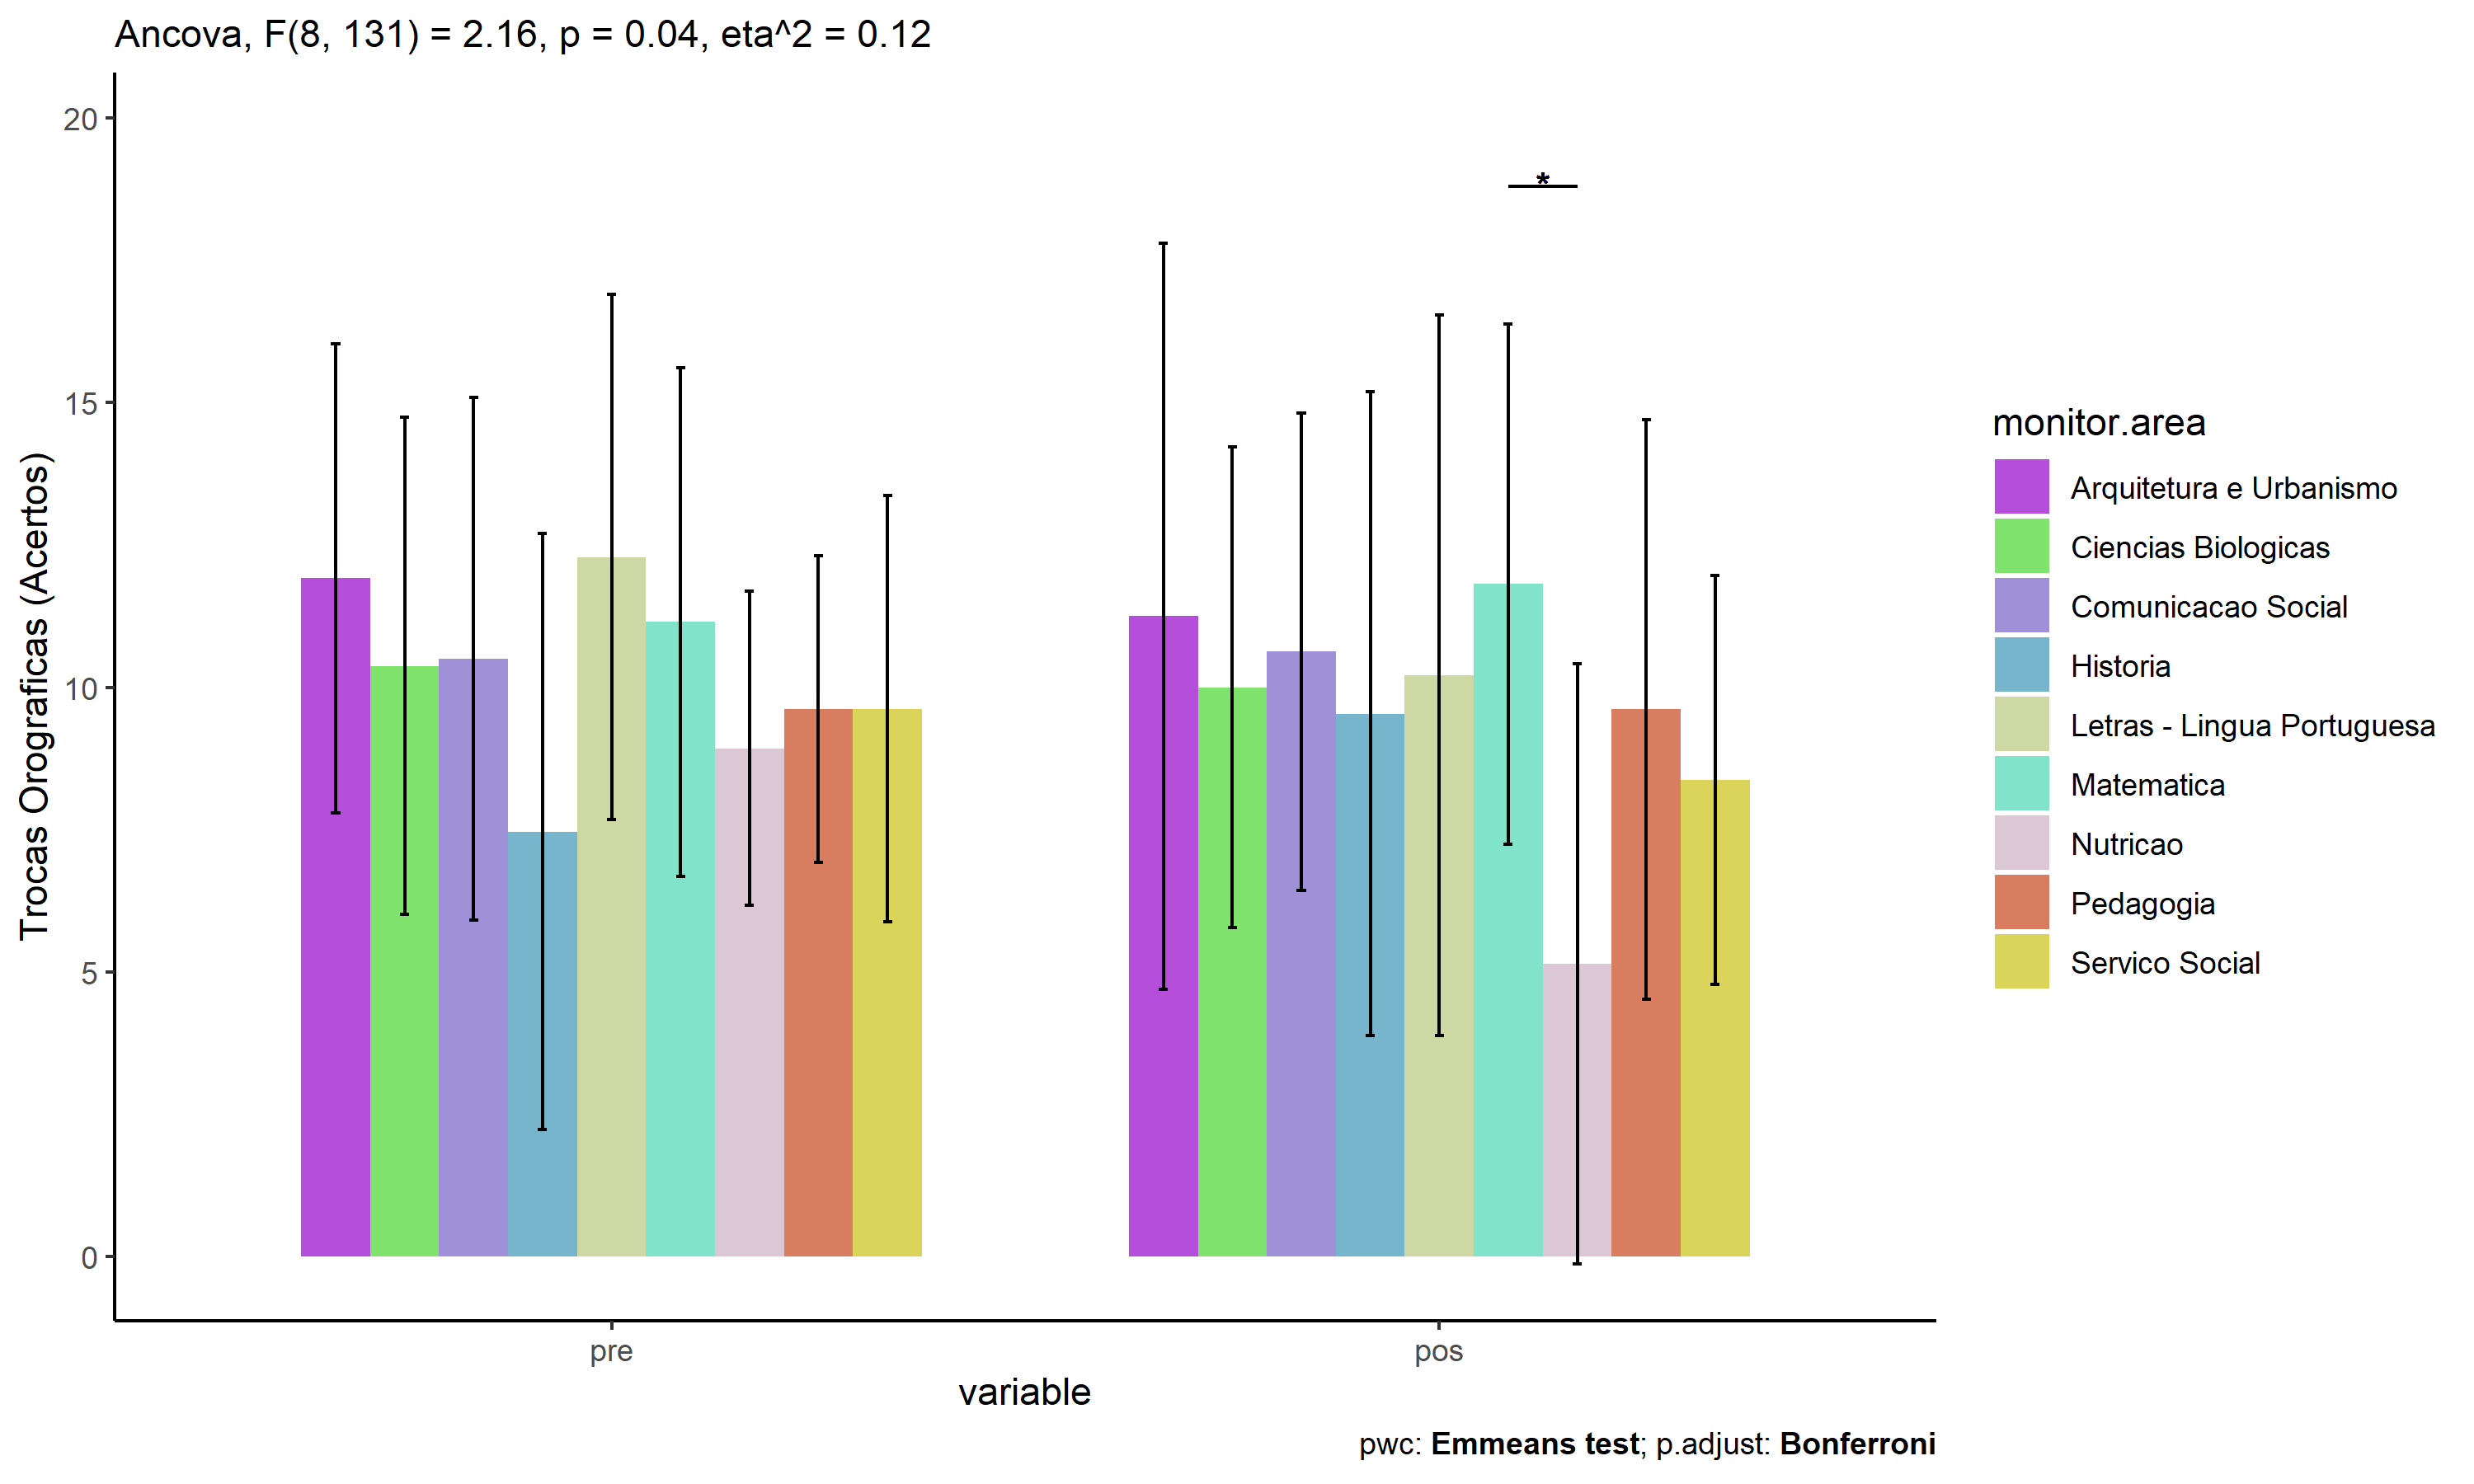 Ancova, F(8, 131) = 2.16, p = 0.04, eta^2 = 0.12
Trocas Orograficas (Acertos)
20
15
10
5
0
*
pre
pos
variable
monitor.area
Arquitetura e Urbanismo
Ciencias Biologicas
Comunicacao Social
Historia
Letras - Lingua Portuguesa
Matematica
Nutricao
Pedagogia
Servico Social
pwc: Emmeans test; p.adjust: Bonferroni